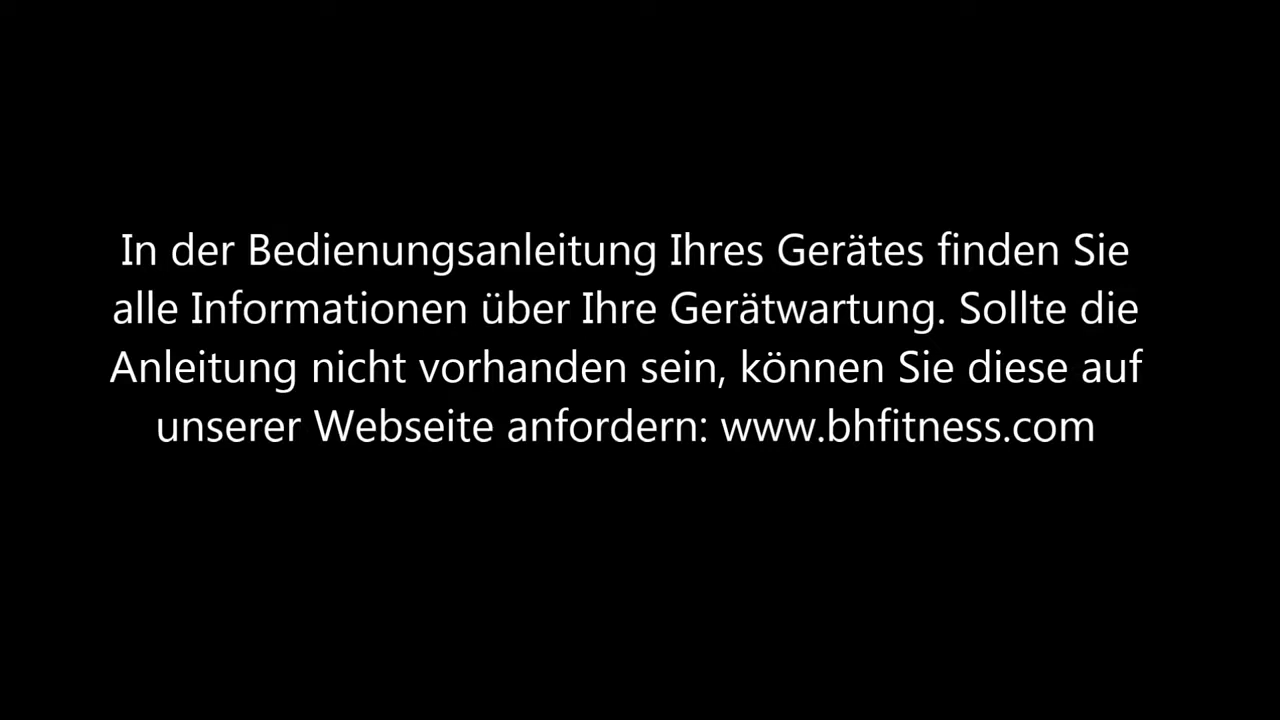 In der Bedienungsanleitung Ihres Gerätes finden Sie
alle Informationen über Ihre Gerätwartung. Sollte die
Anleitung nicht vorhanden sein, können Sie diese auf
unserer Webseite anfordern: www.bhfitness.com